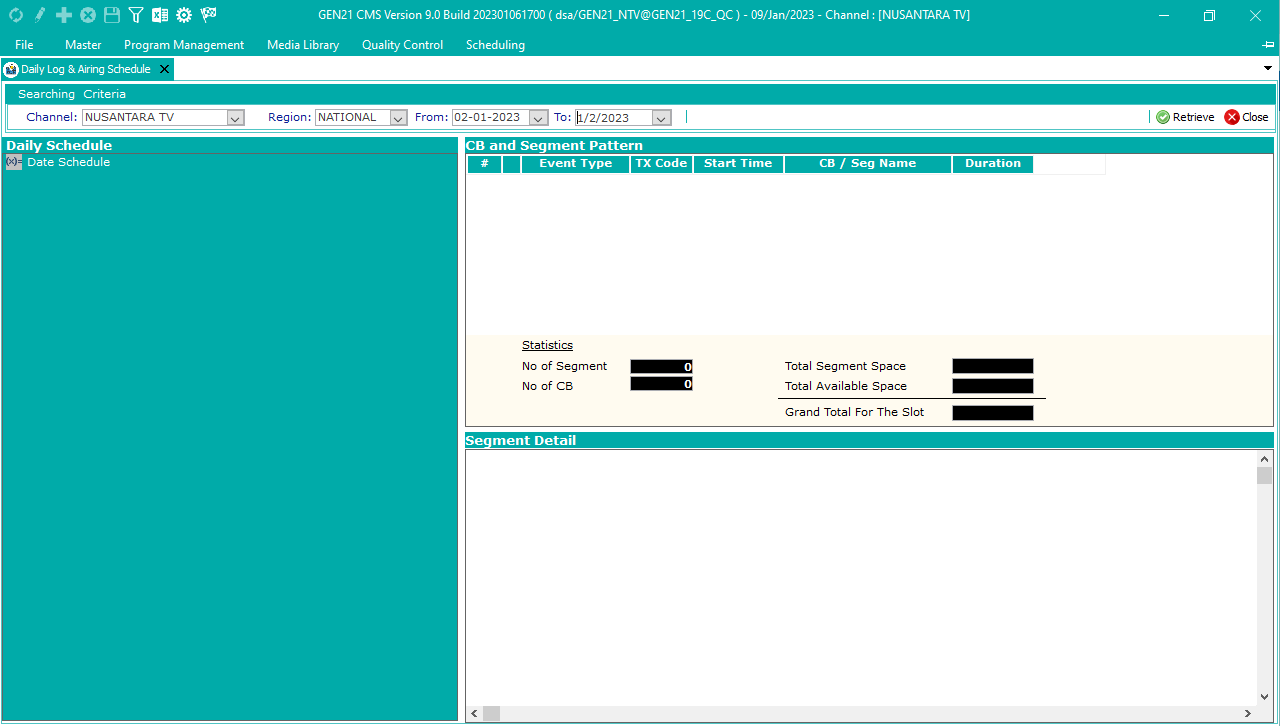 GEN21 CMS Version 9.0 Build 202301061700 ( dsa/GEN21_NTV@GEN21_19C_QC ) - 09/Jan/2023 - Channel : [NUSANTARA TV]
File Master Program Management Media Library Quality Control Scheduling
Daily Log & Airing Schedule
Searching Criteria
Channel: NUSANTARA TV Region: NATIONAL From: 02-01-2023 To: 1/2/2023 Retrieve Close
Daily Schedule
(x)= Date Schedule
CB and Segment Pattern
# Event Type TX Code Start Time CB / Seg Name Duration
Statistics
No of Segment 0 Total Segment Space
No of CB 0 Total Available Space
Grand Total For The Slot
Segment Detail